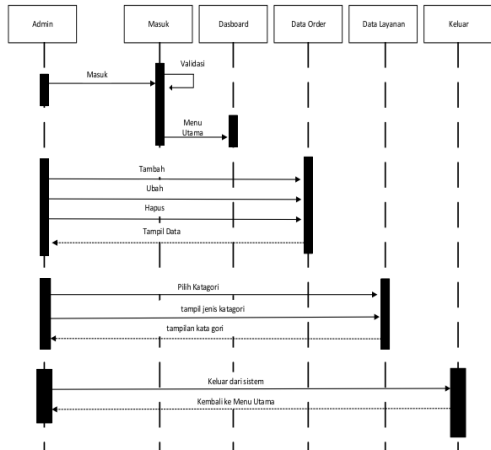 Admin
Masuk
Dasboard
Data Order
Data Layanan
Keluar
Masuk
Validasi
Menu
Utama
Tambah
Ubah
Hapus
Tampil Data
Pilih Katagori
tampil jenis katagori
tampilan kata gori
Keluar dari sistem
Kembali ke Menu Utama